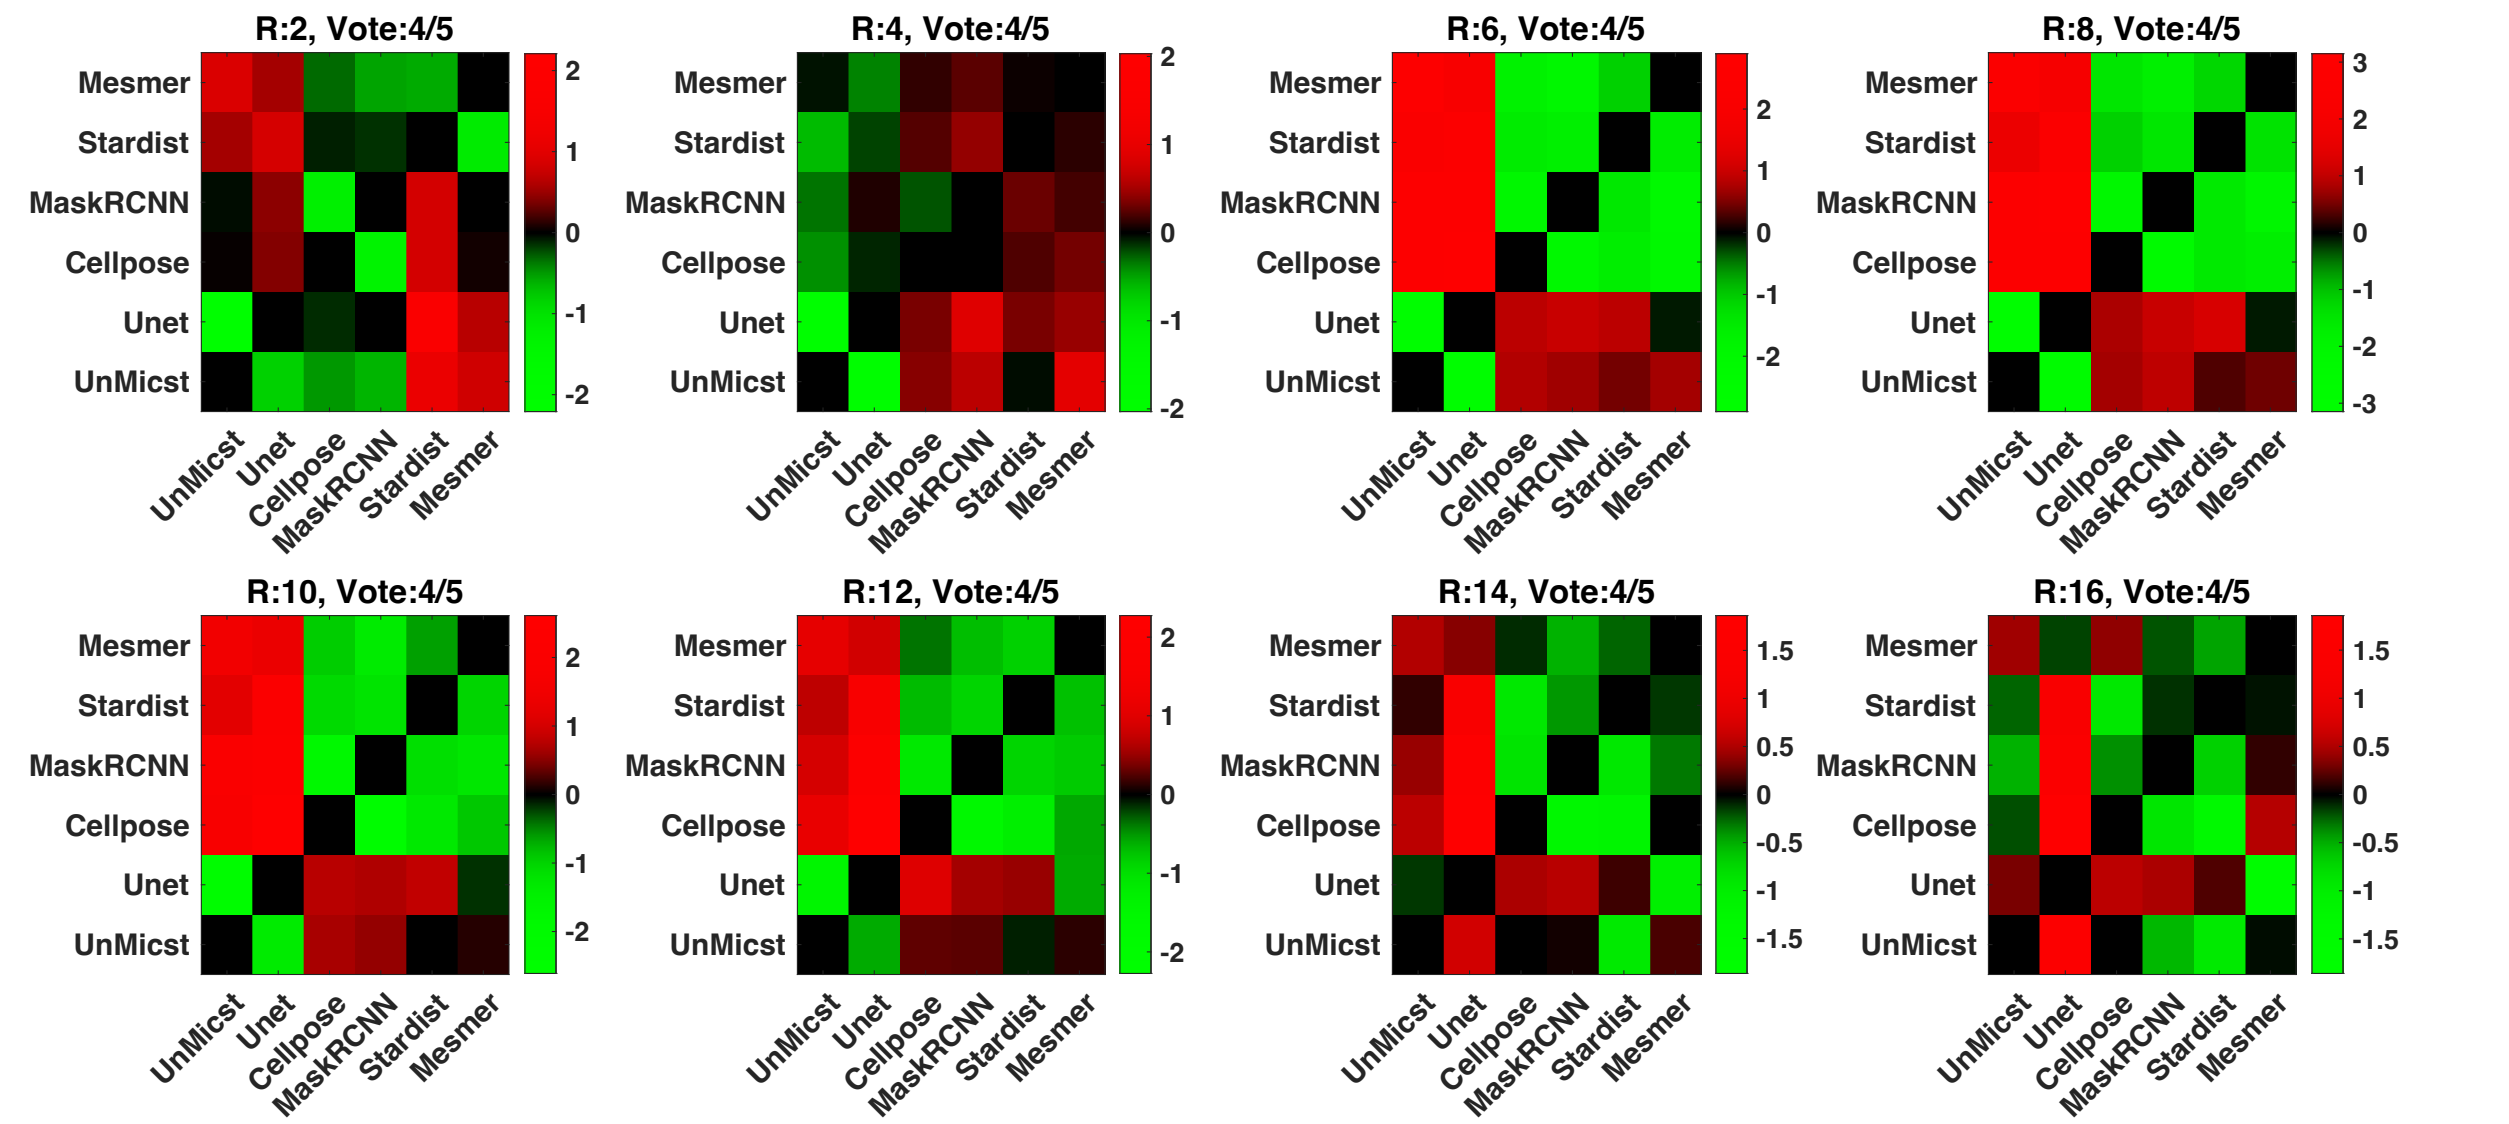 R:2, Vote:4/5
Mesmer
Stardist
MaskRCNN
Cellpose
Unet
UnMicst
2
1
0
-1
-2
UnMicst
Unet
Cellpose
MaskRCNN
Stardist
Mesmer
R:4, Vote:4/5
Mesmer
Stardist
MaskRCNN
Cellpose
Unet
UnMicst
2
1
0
-1
-2
UnMicst
Unet
Cellpose
MaskRCNN
Stardist
Mesmer
R:6, Vote:4/5
Mesmer
Stardist
MaskRCNN
Cellpose
Unet
UnMicst
2
1
0
-1
-2
UnMicst
Unet
Cellpose
MaskRCNN
Stardist
Mesmer
R:8, Vote:4/5
Mesmer
Stardist
MaskRCNN
Cellpose
Unet
UnMicst
3
2
1
0
-1
-2
-3
UnMicst
Unet
Cellpose
MaskRCNN
Stardist
Mesmer
R:10, Vote:4/5
Mesmer
Stardist
MaskRCNN
Cellpose
Unet
UnMicst
2
1
0
-1
-2
UnMicst
Unet
Cellpose
MaskRCNN
Stardist
Mesmer
R:12, Vote:4/5
Mesmer
Stardist
MaskRCNN
Cellpose
Unet
UnMicst
2
1
0
-1
-2
UnMicst
Unet
Cellpose
MaskRCNN
Stardist
Mesmer
R:14, Vote:4/5
Mesmer
Stardist
MaskRCNN
Cellpose
Unet
UnMicst
1.5
1
0.5
0
-0.5
-1
-1.5
UnMicst
Unet
Cellpose
MaskRCNN
Stardist
Mesmer
R:16, Vote:4/5
Mesmer
Stardist
MaskRCNN
Cellpose
Unet
UnMicst
1.5
1
0.5
0
-0.5
-1
-1.5
UnMicst
Unet
Cellpose
MaskRCNN
Stardist
Mesmer